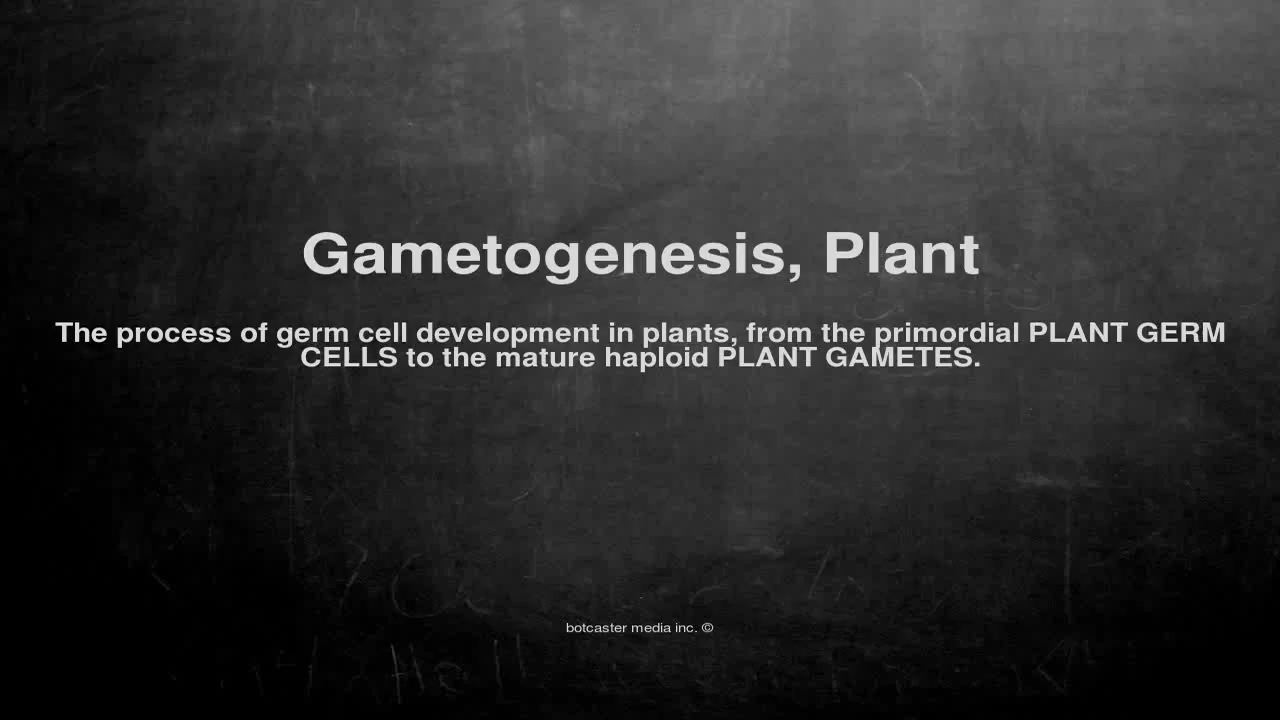 Gametogenesis, Plant
The process of germ cell development in plants, from the primordial PLANT GERM
CELLS to the mature haploid PLANT GAMETES.
botcaster media inc. ©